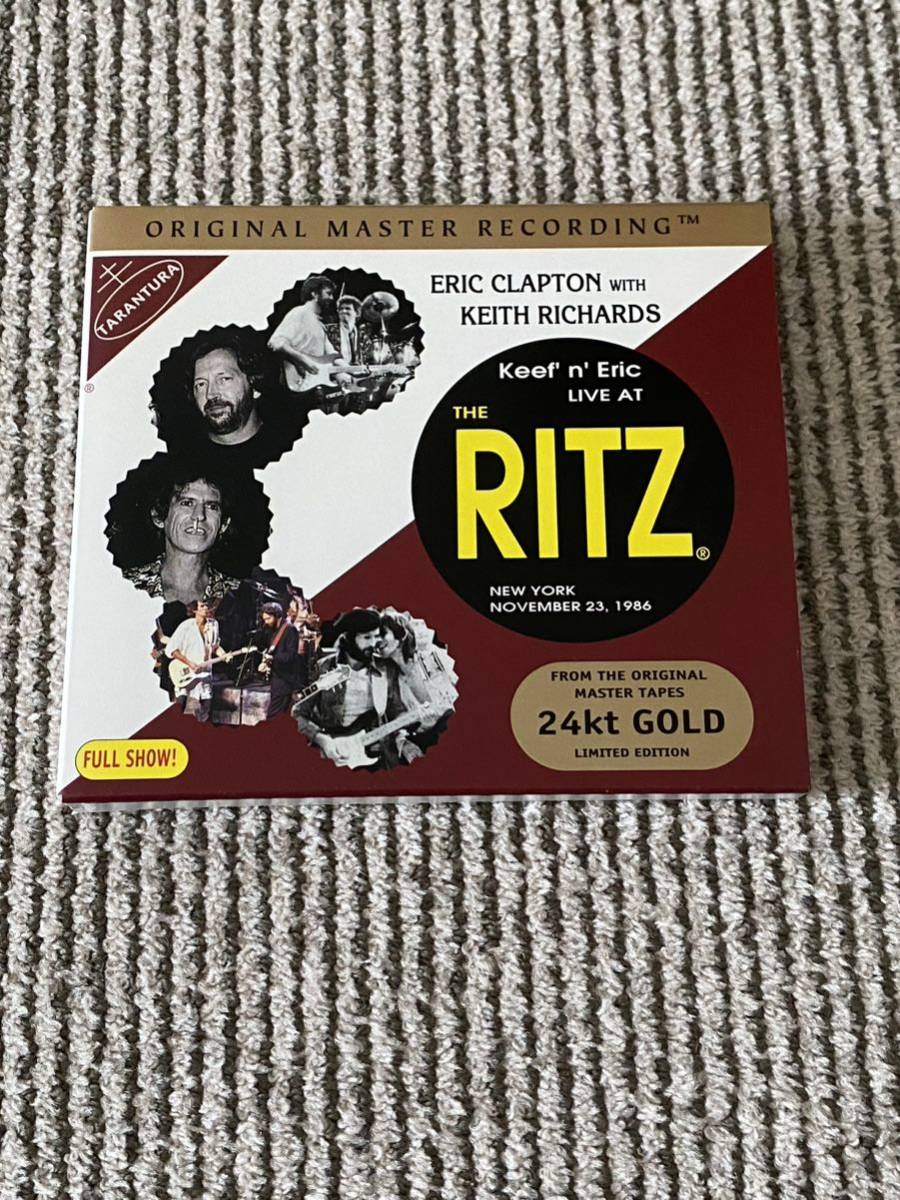 ORIGINAL MASTER RECORDING™
TARANTURA
®
ERIC CLAPTON WITH
KEITH RICHARDS
Keef' n' Eric
LIVE AT
THE
RITZ®
NEW YORK
NOVEMBER 23, 1986
FROM THE ORIGINAL
MASTER TAPES
24kt GOLD
LIMITED EDITION
FULL SHOW!